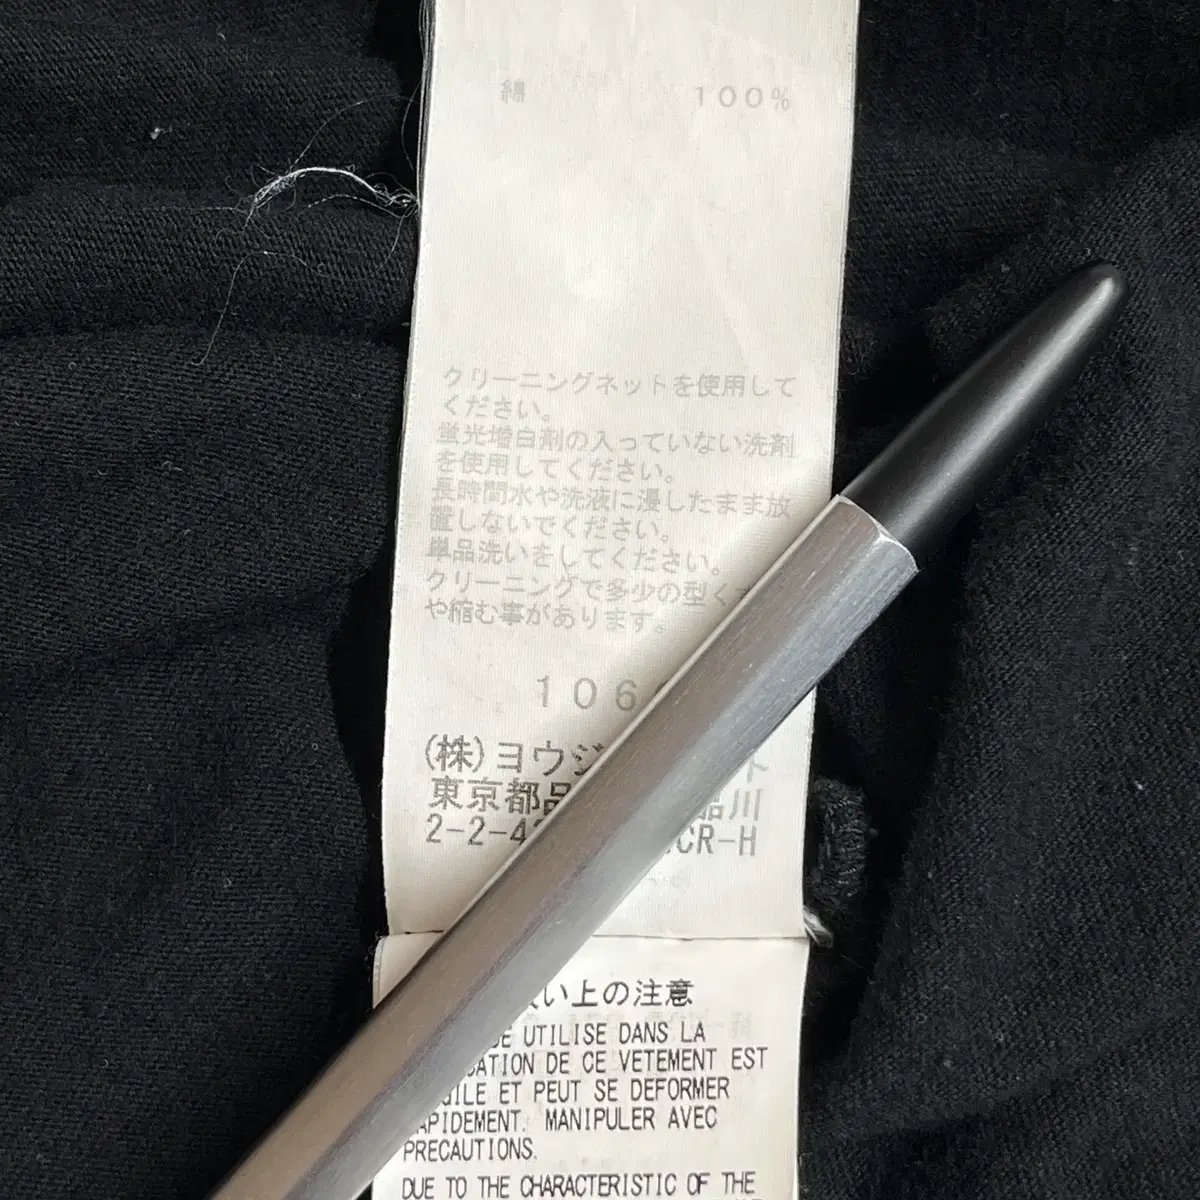 綿 100%
クリーニングネットを使用して
ください。
蛍光増白剤の入っていない洗剤
を使用してください。
長時間水や洗液に浸したまま放
置しないでください。
単品洗いをしてください。
クリーニングで多少の型く
や縮む事があります。
106
(株)ヨウジ
東京都品 品川
2-2-4 CR-H
い上の注意
UTILISE DANS LA
DE CE VETEMENT EST
ET PEUT SE DEFORMER
APIDEMENT. MANIPULER AVEC
PRECAUTIONS.
DUE TO THE CHARACTERISTIC OF THE